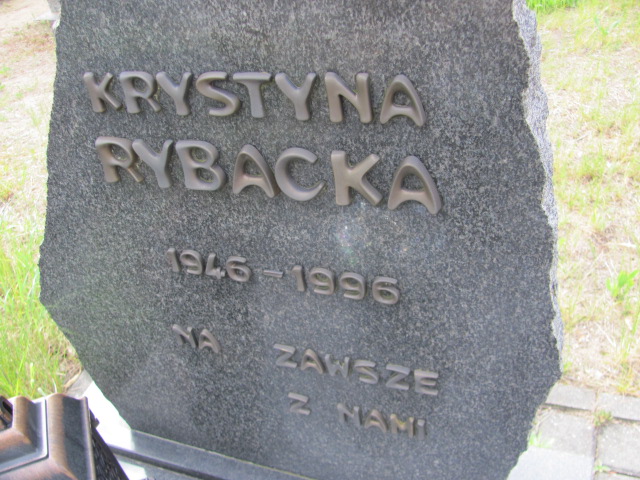 KRYSTYNA
RYBACKA
1946-1996
NA ZAWSZE
Z NAMI